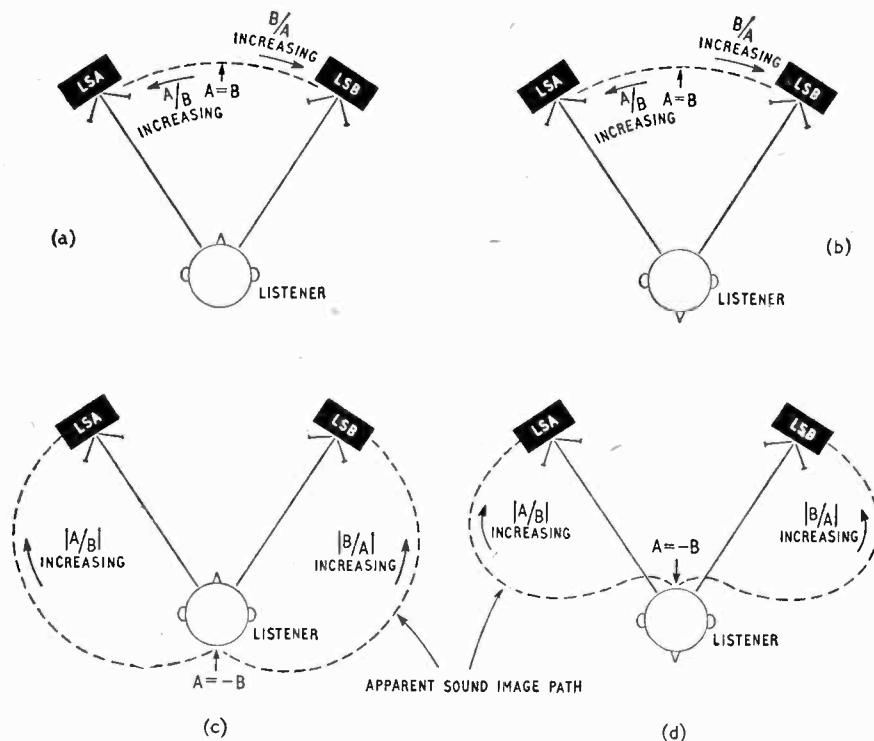 B/A
INCREASING
LSA
LSB
A/B
INCREASING
A=B
LISTENER
(a)
B/A
INCREASING
LSA
LSB
A/B
INCREASING
A=B
LISTENER
(b)
LSA
LSB
|A/B|
INCREASING
|B/A|
INCREASING
LISTENER
A=-B
(c)
LSA
LSB
|A/B|
INCREASING
|B/A|
INCREASING
A=-B
LISTENER
APPARENT SOUND IMAGE PATH
(d)